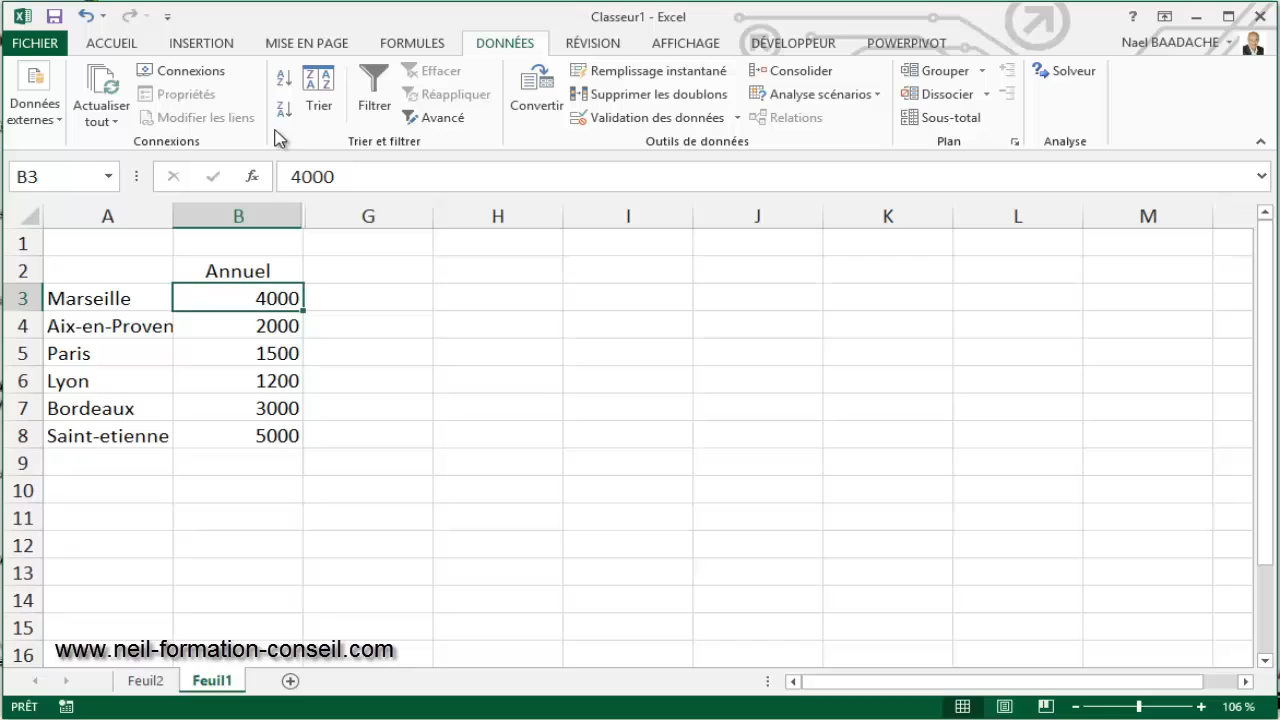 Classeur1 - Excel
?
FICHIER ACCUEIL INSERTION MISE EN PAGE FORMULES DONNÉES RÉVISION AFFICHAGE DÉVELOPPEUR POWERPIVOT Nael BAADACHE
Données externes
Actualiser tout
Connexions
Propriétés
Modifier les liens
Connexions
Trier
Filtrer
Effacer
Réappliquer
Avancé
Trier et filtrer
Convertir
Remplissage instantané
Supprimer les doublons
Validation des données
Consolider
Analyse scénarios
Relations
Outils de données
Grouper
Dissocier
Sous-total
Plan
Solveur
Analyse
B3 fx 4000
A B G H I J K L M
1
2 Annuel
3 Marseille 4000
4 Aix-en-Proven 2000
5 Paris 1500
6 Lyon 1200
7 Bordeaux 3000
8 Saint-etienne 5000
9
10
11
12
13
14
15
16
www.neil-formation-conseil.com
Feuil2 Feuil1
PRÊT 106 %